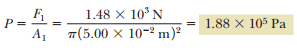 P = F₁/A₁ = 1.48 × 10³ N/π(5.00 × 10⁻² m)² = 1.88 × 10⁵ Pa